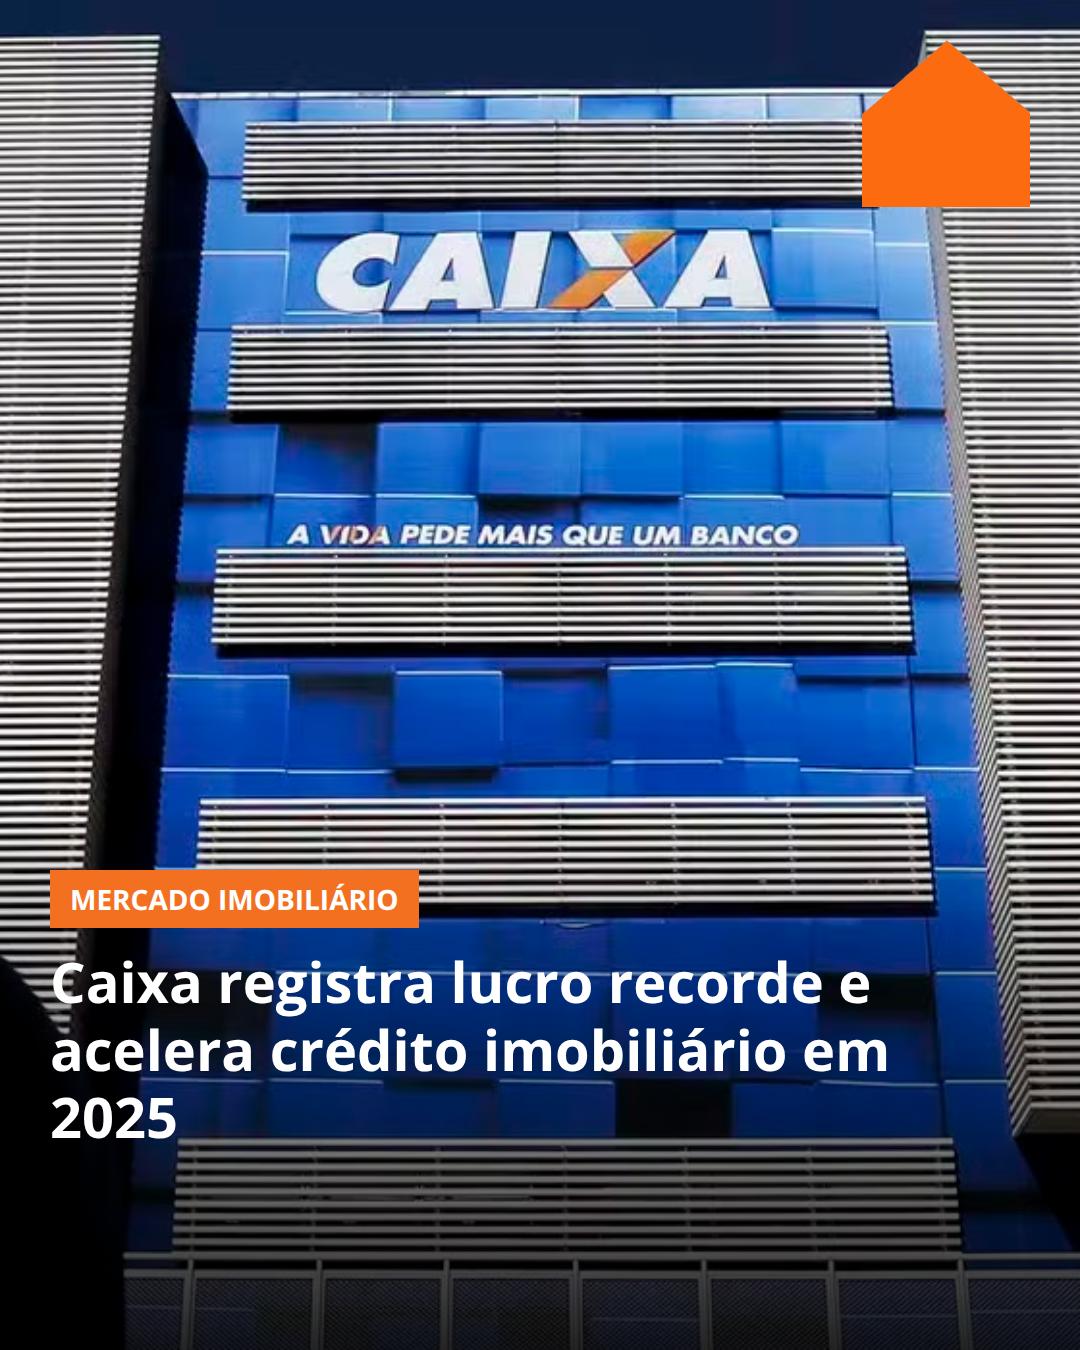 CAIXA
A VIDA PEDE MAIS QUE UM BANCO
MERCADO IMOBILIÁRIO
Caixa registra lucro recorde e
acelera crédito imobiliário em
2025